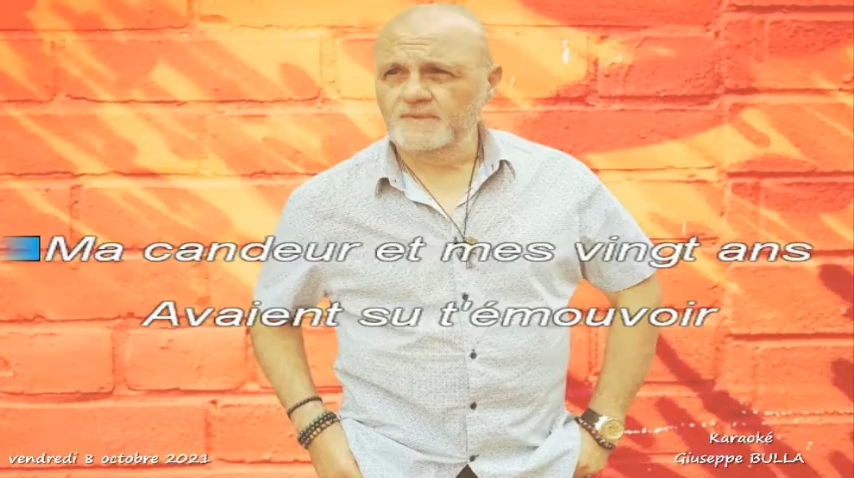 Ma candeur et mes vingt ans
Avaient su t'émouvoir
Karaoké
vendredi 8 octobre 2021
Giuseppe BULLA